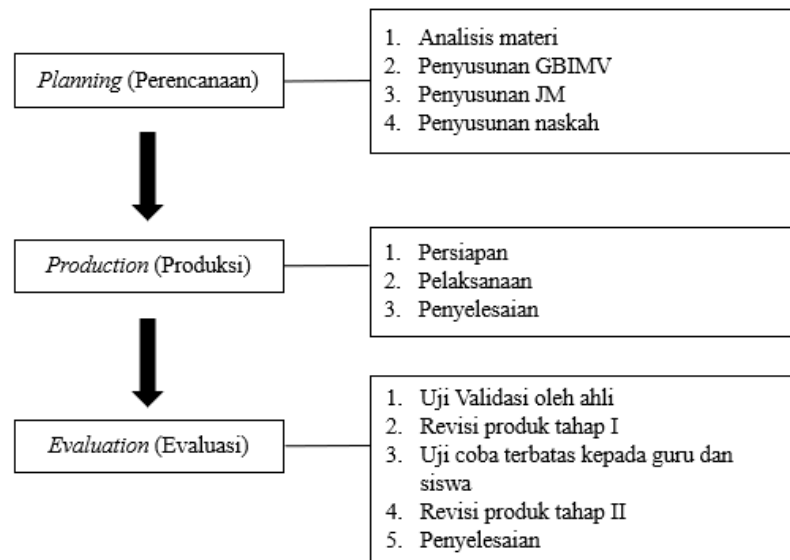 Planning (Perencanaan)
1. Analisis materi
2. Penyusunan GBIMV
3. Penyusunan JM
4. Penyusunan naskah
Production (Produksi)
1. Persiapan
2. Pelaksanaan
3. Penyelesaian
Evaluation (Evaluasi)
1. Uji Validasi oleh ahli
2. Revisi produk tahap I
3. Uji coba terbatas kepada guru dan
siswa
4. Revisi produk tahap II
5. Penyelesaian